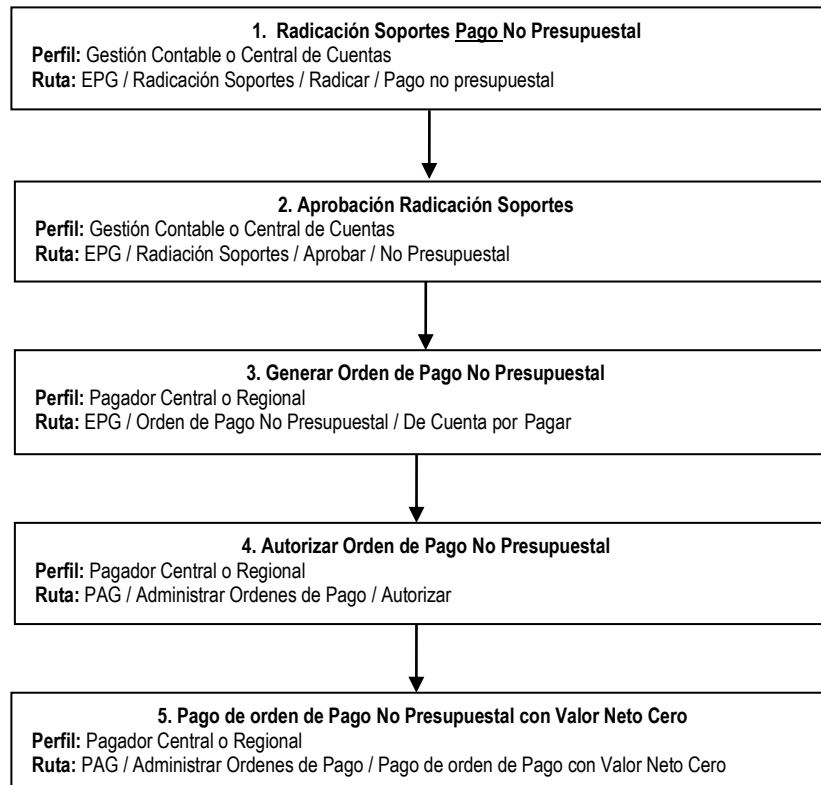 1. Radicación Soportes Pago No Presupuestal
Perfil: Gestión Contable o Central de Cuentas
Ruta: EPG / Radicación Soportes / Radicar / Pago no presupuestal
2. Aprobación Radicación Soportes
Perfil: Gestión Contable o Central de Cuentas
Ruta: EPG / Radiación Soportes / Aprobar / No Presupuestal
3. Generar Orden de Pago No Presupuestal
Perfil: Pagador Central o Regional
Ruta: EPG / Orden de Pago No Presupuestal / De Cuenta por Pagar
4. Autorizar Orden de Pago No Presupuestal
Perfil: Pagador Central o Regional
Ruta: PAG / Administrar Ordenes de Pago / Autorizar
5. Pago de orden de Pago No Presupuestal con Valor Neto Cero
Perfil: Pagador Central o Regional
Ruta: PAG / Administrar Ordenes de Pago / Pago de orden de Pago con Valor Neto Cero